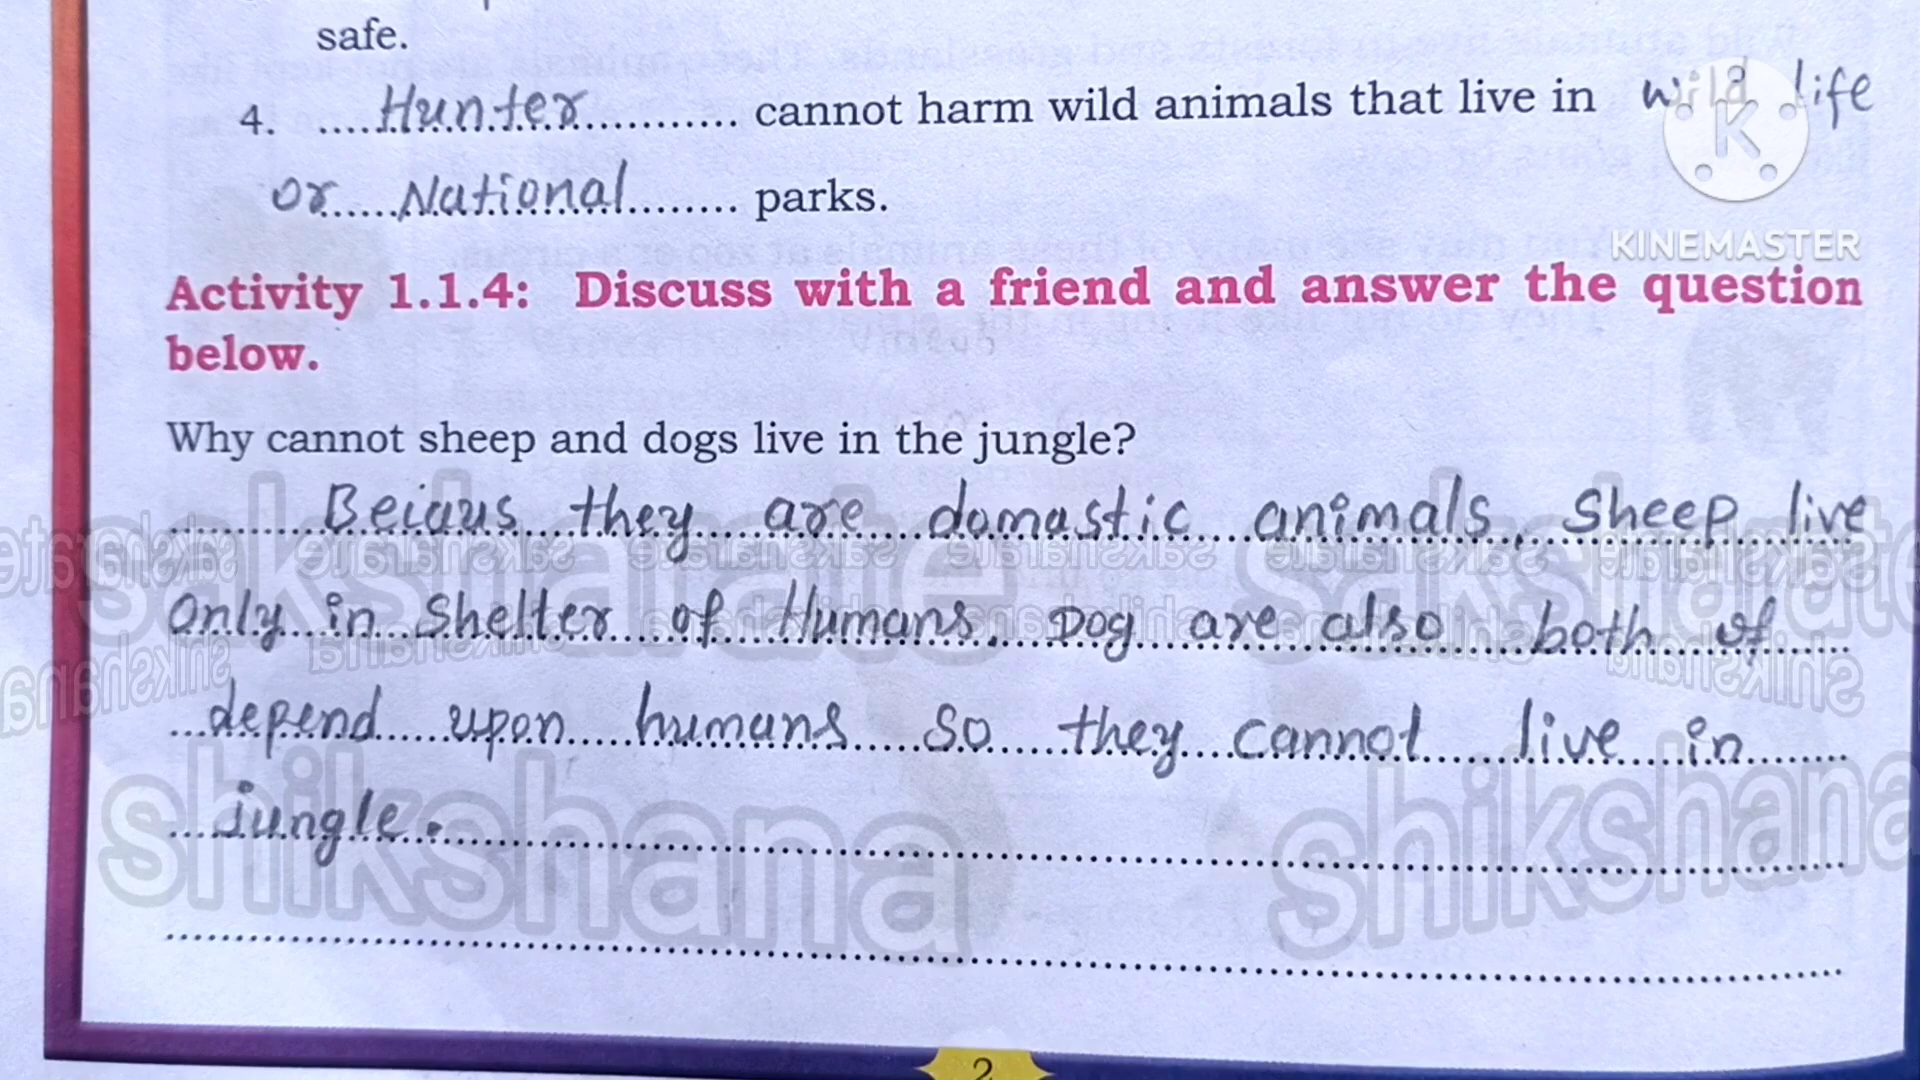 safe.
4. ....Hunter............ cannot harm wild animals that live in wild life
or......National........ parks.
KINEMASTER
Activity 1.1.4: Discuss with a friend and answer the question
below.
Why cannot sheep and dogs live in the jungle?
Beicaus they are domastic animals, Sheep live
only in Shelter of Humans. Dog are also both of
depend upon humans so they cannot live in
jungle.
saksharate saksharate
shikshana shikshana
2